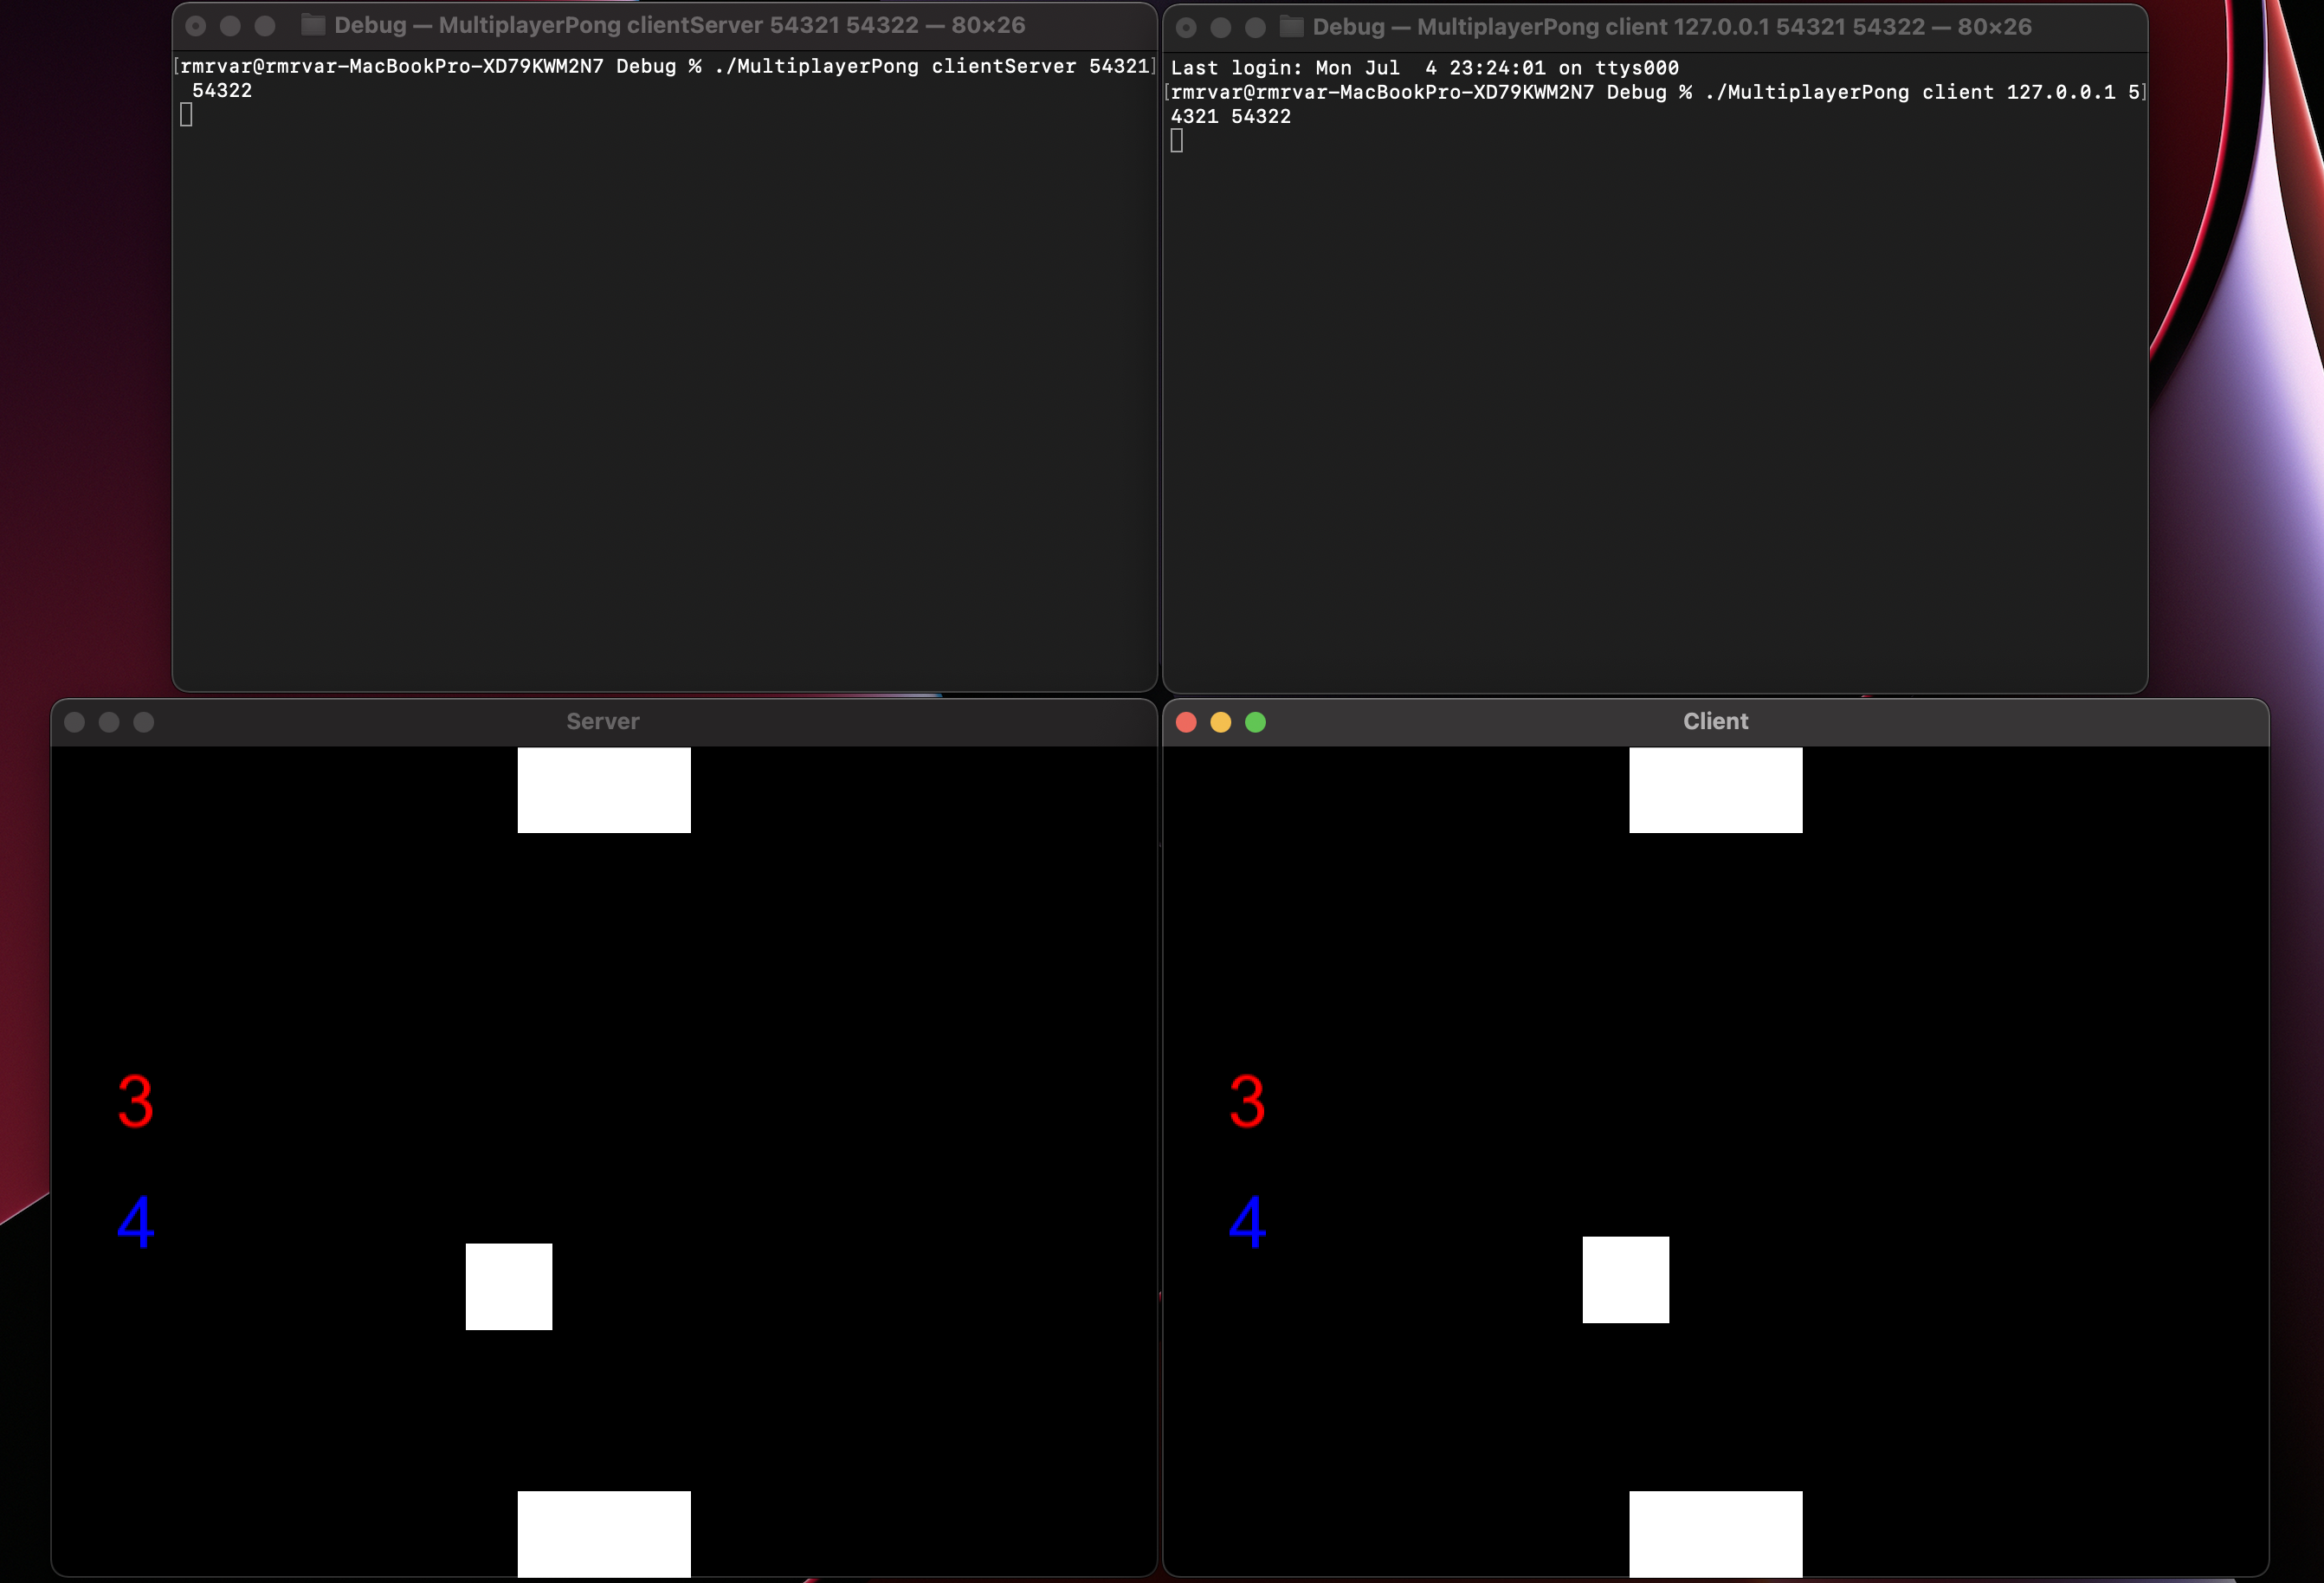 Debug — MultiplayerPong clientServer 54321 54322 — 80×26
[rmrvar@rmrvar-MacBookPro-XD79KWM2N7 Debug % ./MultiplayerPong clientServer 54321]
54322
Debug — MultiplayerPong client 127.0.0.1 54321 54322 — 80×26
Last login: Mon Jul  4 23:24:01 on ttys000
[rmrvar@rmrvar-MacBookPro-XD79KWM2N7 Debug % ./MultiplayerPong client 127.0.0.1 5]
4321 54322
Server
3
4
Client
3
4